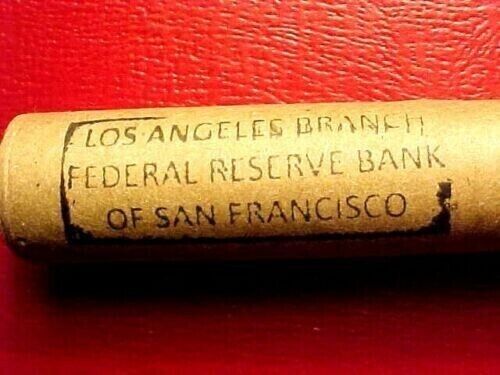 LOS ANGELES BRANCH
FEDERAL RESERVE BANK
OF SAN FRANCISCO